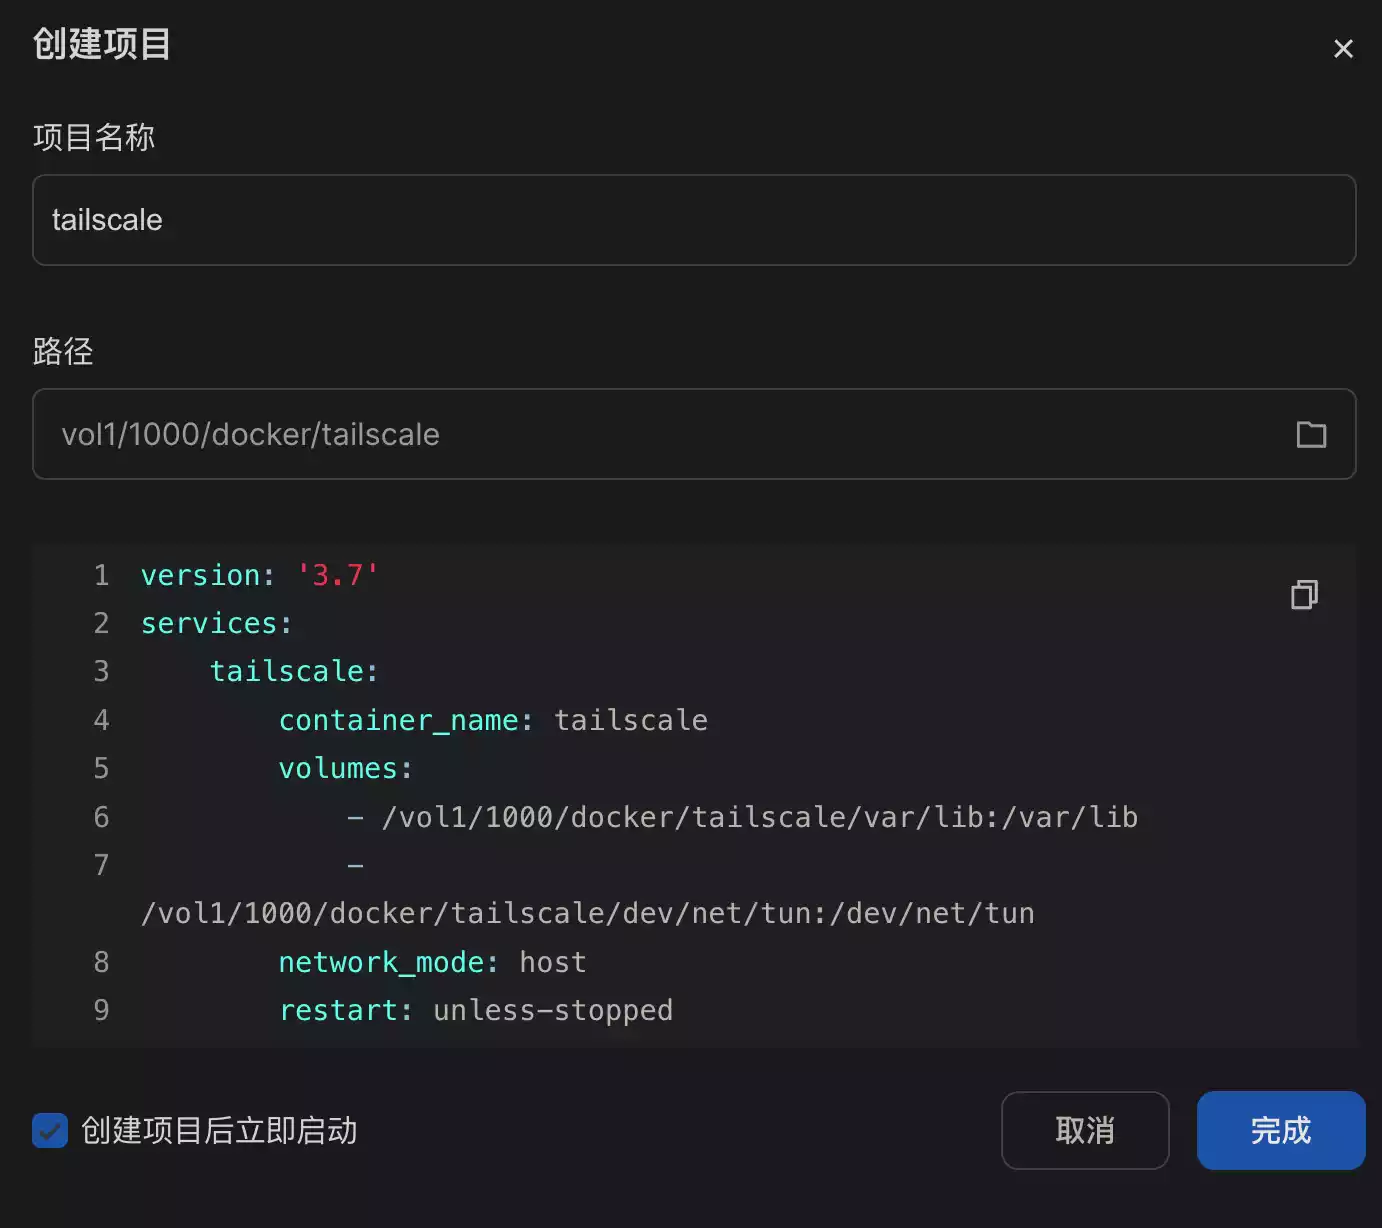 创建项目
项目名称
tailscale
路径
vol1/1000/docker/tailscale
1 version: '3.7'
2 services:
3     tailscale:
4         container_name: tailscale
5         volumes:
6             - /vol1/1000/docker/tailscale/var/lib:/var/lib
7             -
/vol1/1000/docker/tailscale/dev/net/tun:/dev/net/tun
8         network_mode: host
9         restart: unless-stopped
创建项目后立即启动
取消
完成